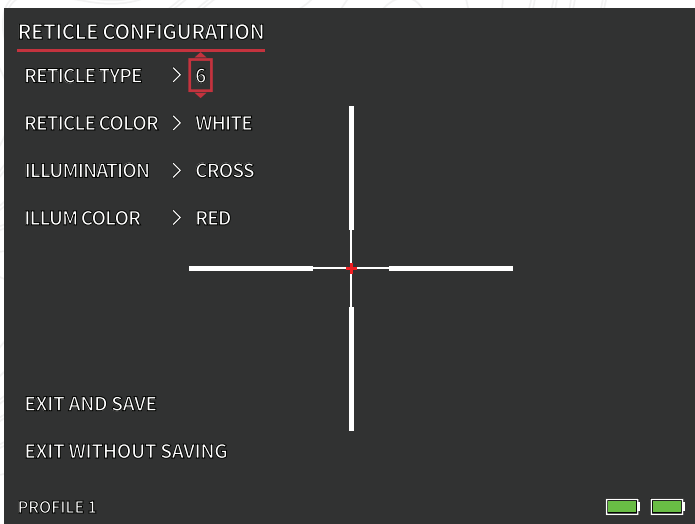 RETICLE CONFIGURATION
RETICLE TYPE > 6
RETICLE COLOR > WHITE
ILLUMINATION > CROSS
ILLUM COLOR > RED
EXIT AND SAVE
EXIT WITHOUT SAVING
PROFILE 1